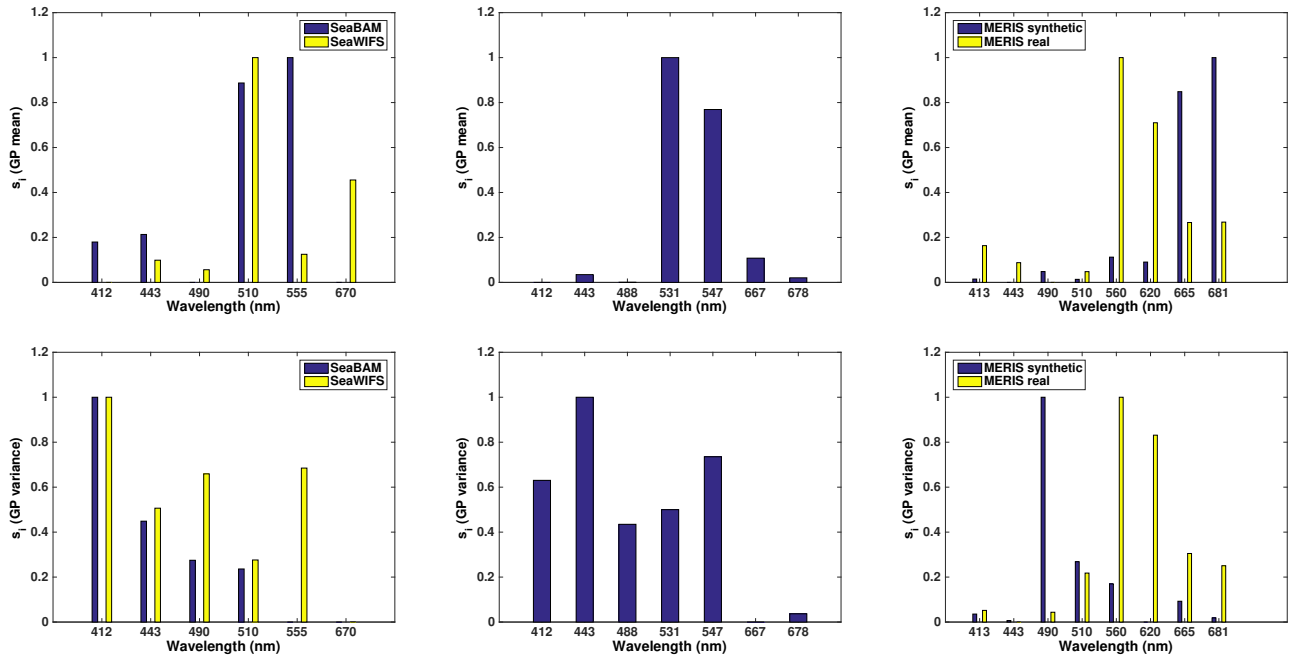 1.2
1
0.8
0.6
0.4
0.2
0
s_i (GP mean)
412 443 490 510 555 670
Wavelength (nm)
SeaBAM
SeaWIFS
1.2
1
0.8
0.6
0.4
0.2
0
s_i (GP mean)
412 443 488 531 547 667 678
Wavelength (nm)
1.2
1
0.8
0.6
0.4
0.2
0
s_i (GP mean)
413 443 490 510 560 620 665 681
Wavelength (nm)
MERIS synthetic
MERIS real
1.2
1
0.8
0.6
0.4
0.2
0
s_i (GP variance)
412 443 490 510 555 670
Wavelength (nm)
SeaBAM
SeaWIFS
1.2
1
0.8
0.6
0.4
0.2
0
s_i (GP variance)
412 443 488 531 547 667 678
Wavelength (nm)
1.2
1
0.8
0.6
0.4
0.2
0
s_i (GP variance)
413 443 490 510 560 620 665 681
Wavelength (nm)
MERIS synthetic
MERIS real